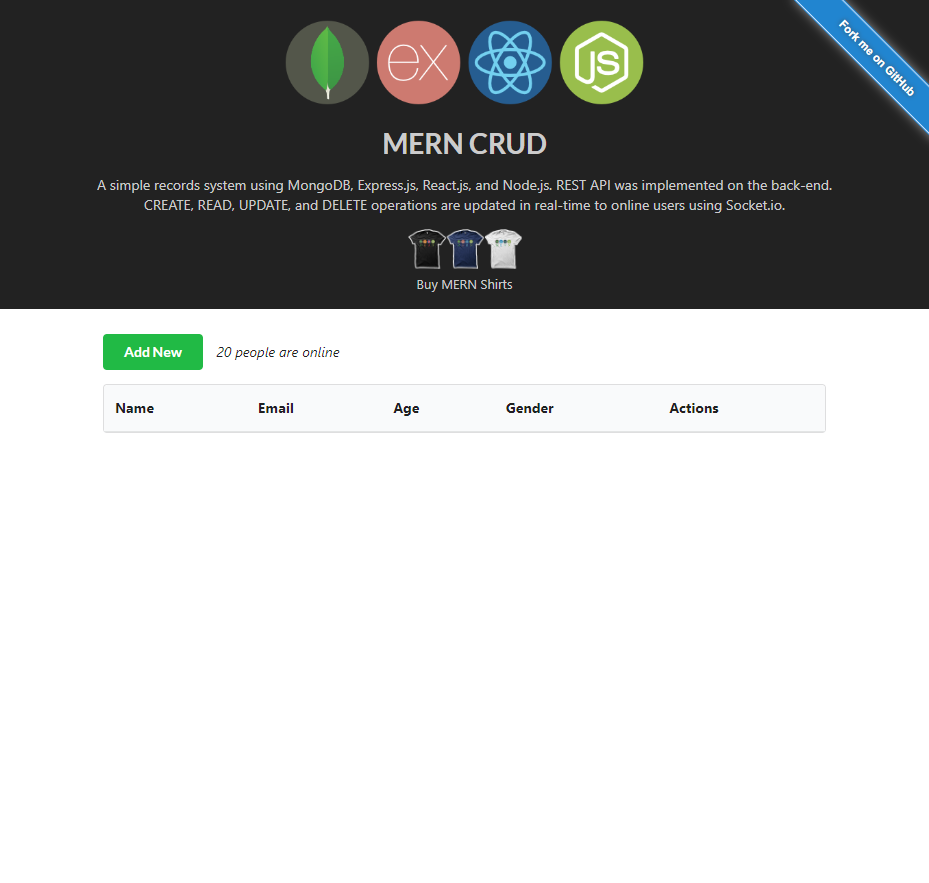 ex
JS
Fork me on GitHub
MERN CRUD
A simple records system using MongoDB, Express.js, React.js, and Node.js. REST API was implemented on the back-end.
CREATE, READ, UPDATE, and DELETE operations are updated in real-time to online users using Socket.io.
Buy MERN Shirts
Add New
20 people are online
Name Email Age Gender Actions